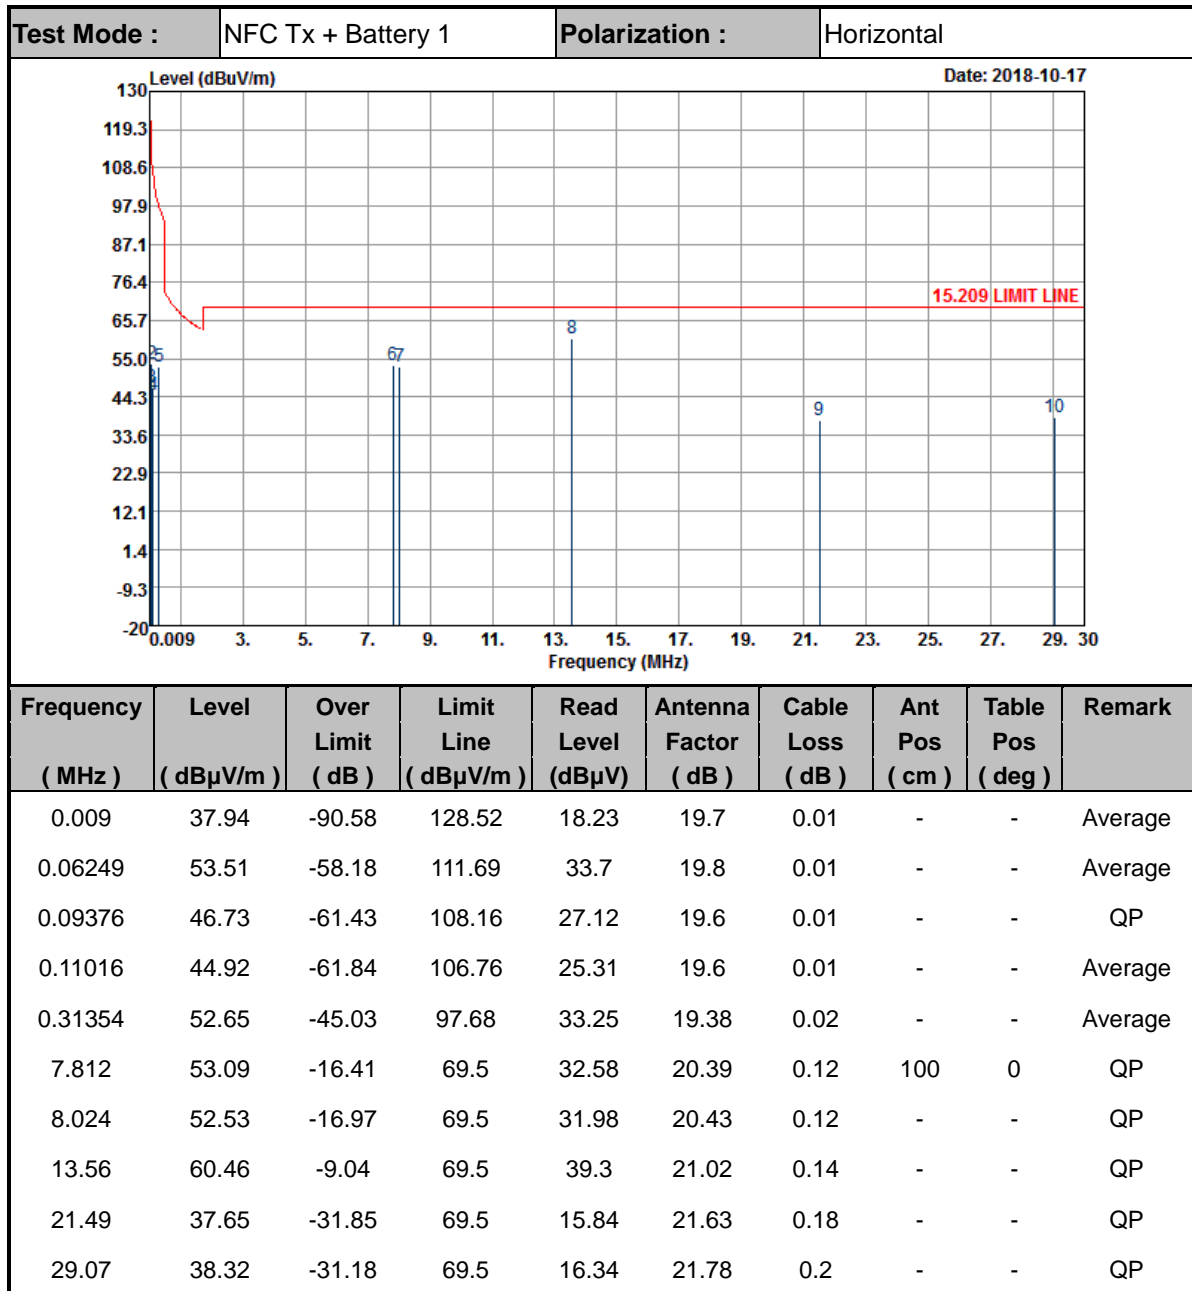 Test Mode : NFC Tx + Battery 1 Polarization : Horizontal
Level (dBuV/m) Date: 2018-10-17
130
119.3
108.6
97.9
87.1
76.4
15.209 LIMIT LINE
65.7
8
55.0
2 5
6 7
3
4
44.3
9
10
33.6
22.9
12.1
1.4
-9.3
-20
0.009 3. 5. 7. 9. 11. 13. 15. 17. 19. 21. 23. 25. 27. 29. 30
Frequency (MHz)
Frequency Level Over Limit Read Antenna Cable Ant Table Remark
Limit Line Level Factor Loss Pos Pos
( MHz ) ( dBµV/m ) ( dB ) ( dBµV/m ) (dBµV) ( dB ) ( dB ) ( cm ) ( deg )
0.009 37.94 -90.58 128.52 18.23 19.7 0.01 - - Average
0.06249 53.51 -58.18 111.69 33.7 19.8 0.01 - - Average
0.09376 46.73 -61.43 108.16 27.12 19.6 0.01 - - QP
0.11016 44.92 -61.84 106.76 25.31 19.6 0.01 - - Average
0.31354 52.65 -45.03 97.68 33.25 19.38 0.02 - - Average
7.812 53.09 -16.41 69.5 32.58 20.39 0.12 100 0 QP
8.024 52.53 -16.97 69.5 31.98 20.43 0.12 - - QP
13.56 60.46 -9.04 69.5 39.3 21.02 0.14 - - QP
21.49 37.65 -31.85 69.5 15.84 21.63 0.18 - - QP
29.07 38.32 -31.18 69.5 16.34 21.78 0.2 - - QP